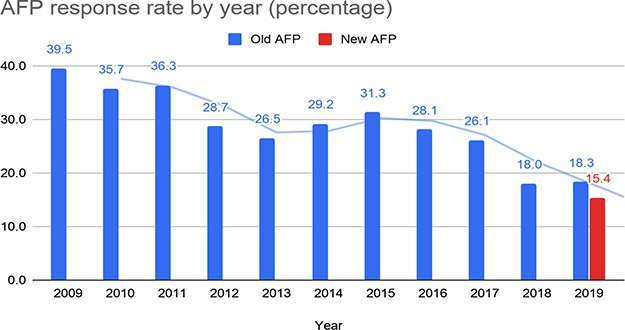 AFP response rate by year (percentage)
Old AFP New AFP
39.5 35.7 36.3 28.7 26.5 29.2 31.3 28.1 26.1 18.0 18.3 15.4
40.0
30.0
20.0
10.0
0.0
2009 2010 2011 2012 2013 2014 2015 2016 2017 2018 2019
Year